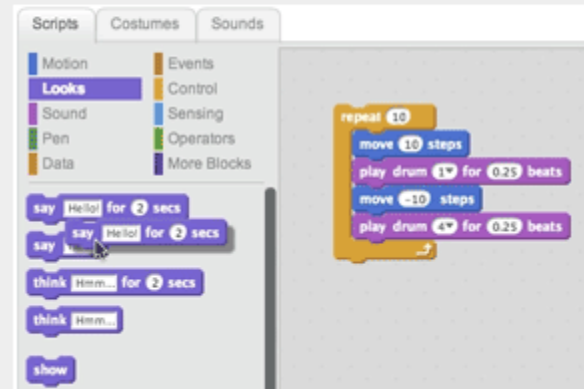 Scripts Costumes Sounds
Motion Events
Looks Control
Sound Sensing
Pen Operators
Data More Blocks
say Hello! for 2 secs
say Hello! for 2 secs
say
think Hmm... for 2 secs
think Hmm...
show
repeat 10
move 10 steps
play drum 1 for 0.25 beats
move -10 steps
play drum 4 for 0.25 beats